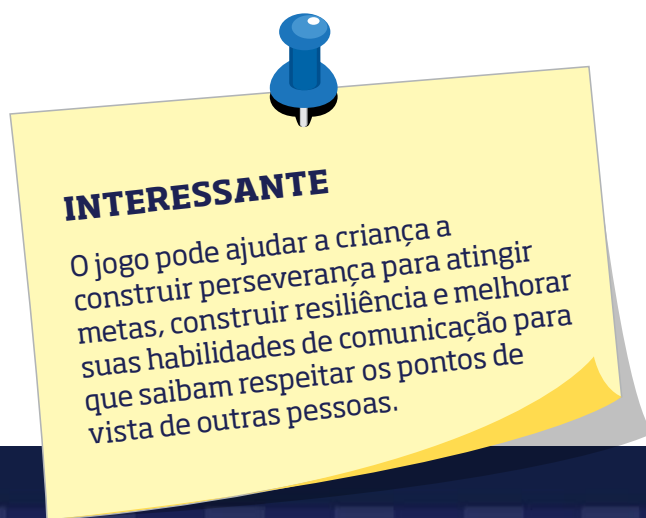 INTERESSANTE
O jogo pode ajudar a criança a
construir perseverança para atingir
metas, construir resiliência e melhorar
suas habilidades de comunicação para
que saibam respeitar os pontos de
vista de outras pessoas.